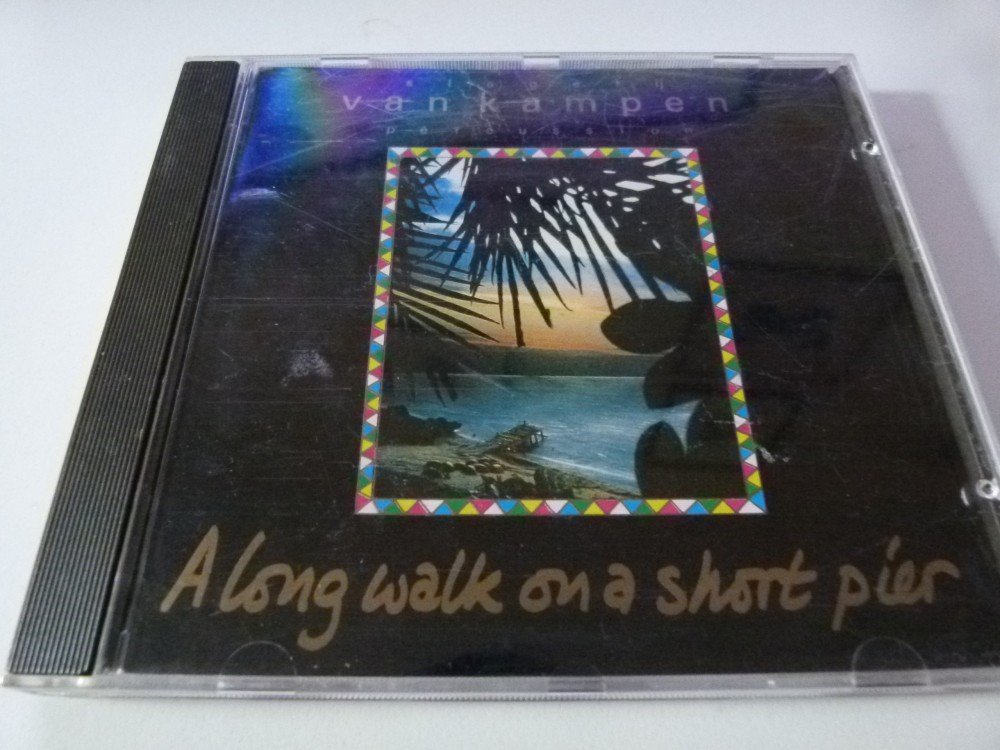 van kampen
percussion
A long walk on a short pier